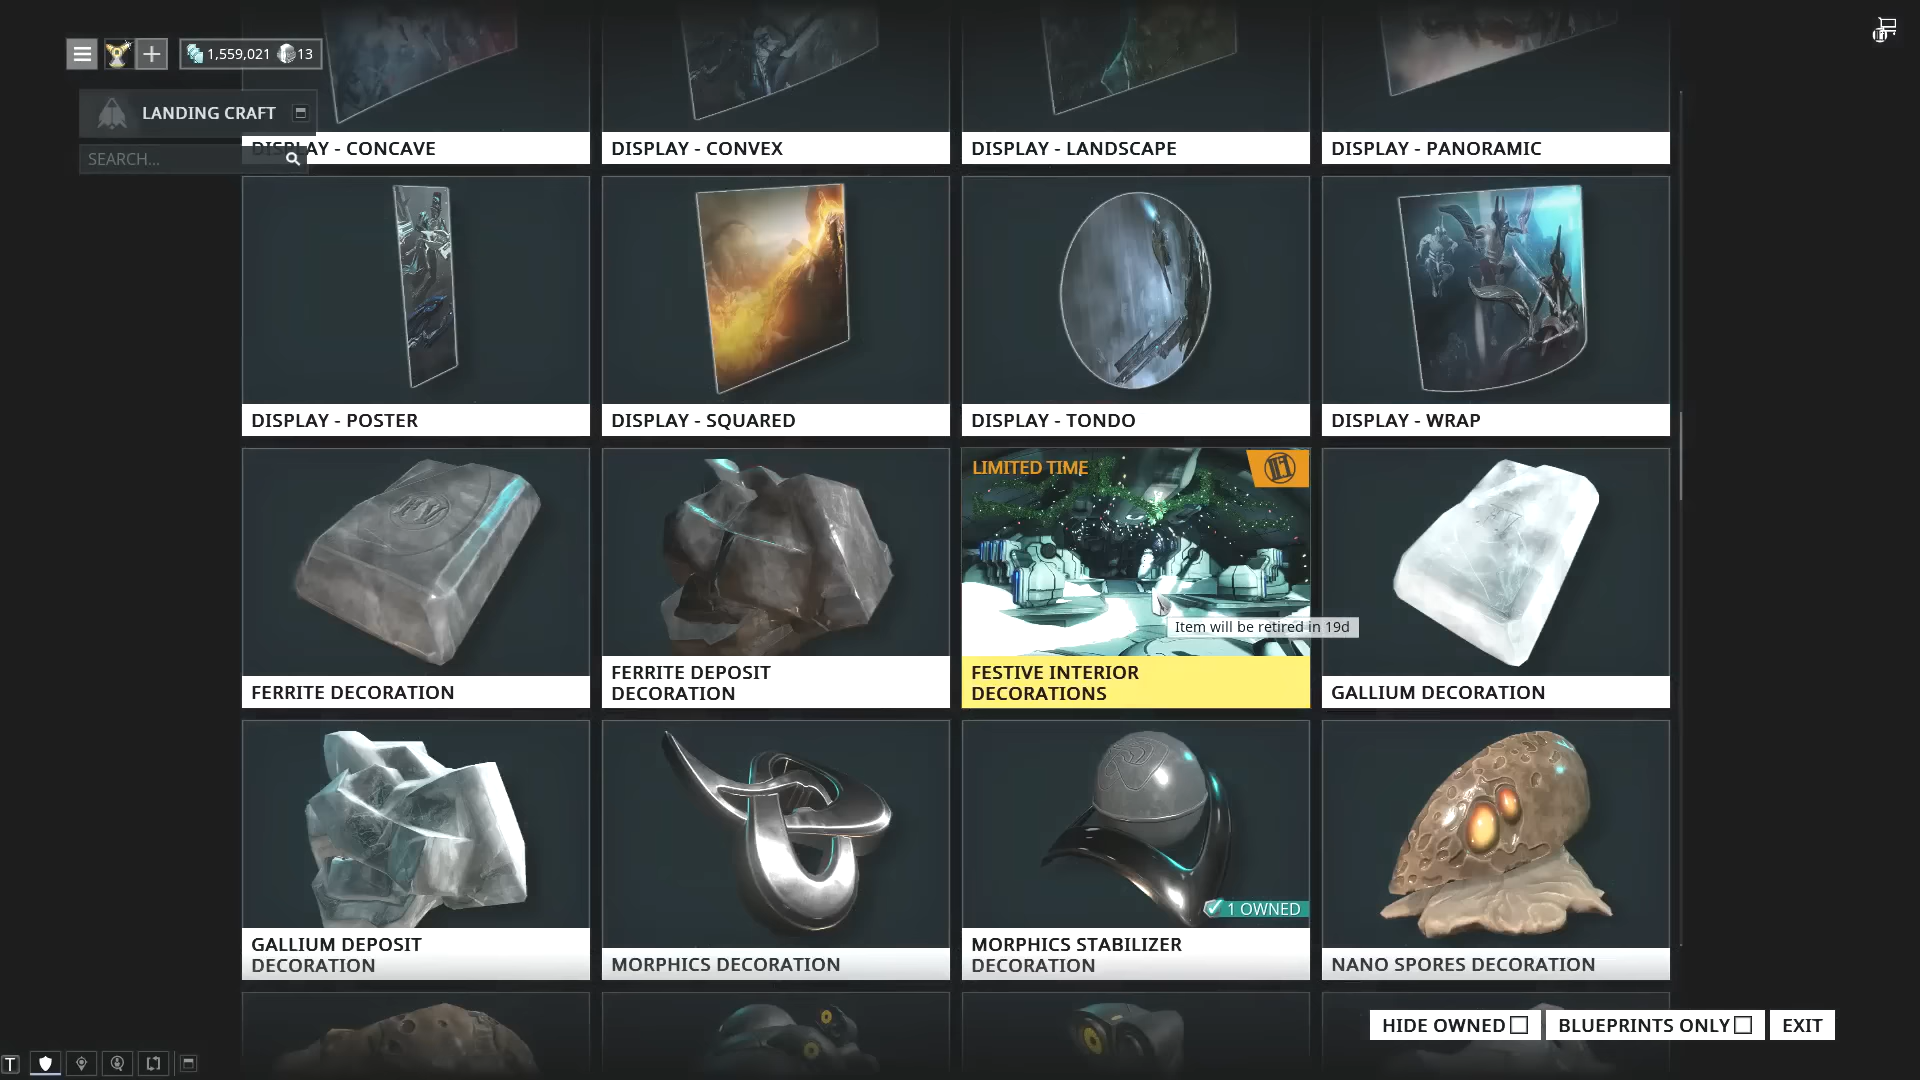 1,559,021 13
LANDING CRAFT
SEARCH...
DISPLAY - CONCAVE
DISPLAY - CONVEX
DISPLAY - LANDSCAPE
DISPLAY - PANORAMIC
DISPLAY - POSTER
DISPLAY - SQUARED
DISPLAY - TONDO
DISPLAY - WRAP
FERRITE DECORATION
FERRITE DEPOSIT
DECORATION
LIMITED TIME
Item will be retired in 19d
FESTIVE INTERIOR
DECORATIONS
GALLIUM DECORATION
GALLIUM DEPOSIT
DECORATION
MORPHICS DECORATION
1 OWNED
MORPHICS STABILIZER
DECORATION
NANO SPORES DECORATION
HIDE OWNED
BLUEPRINTS ONLY
EXIT
T